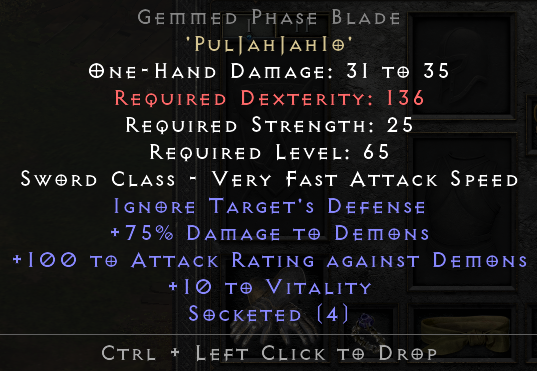 Gemmed Phase Blade
'PulJahJahIo'
One-Hand Damage: 31 to 35
Required Dexterity: 136
Required Strength: 25
Required Level: 65
Sword Class - Very Fast Attack Speed
Ignore Target's Defense
+75% Damage to Demons
+100 to Attack Rating against Demons
+10 to Vitality
Socketed (4)
Ctrl + Left Click to Drop